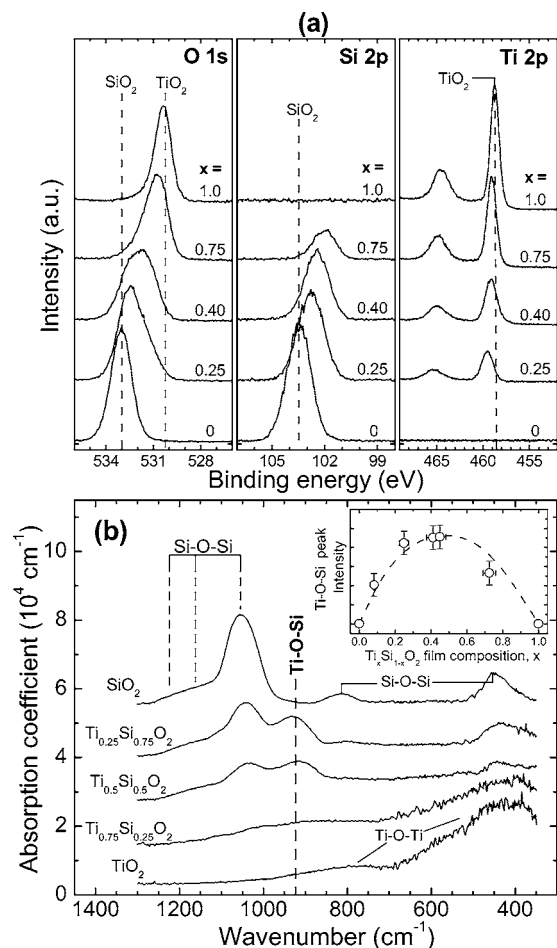 (a)
O 1s
Si 2p
Ti 2p
SiO₂
TiO₂
SiO₂
TiO₂
x =
1.0
0.75
0.40
0.25
0
x =
1.0
0.75
0.40
0.25
0
x =
1.0
0.75
0.40
0.25
0
Intensity (a.u.)
534 531 528
105 102 99
465 460 455
Binding energy (eV)
(b)
Si-O-Si
Ti-O-Si
Ti-O-Si peak
Intensity
0.0 0.2 0.4 0.6 0.8 1.0
TiₓSi₁₋ₓO₂ film composition, x
SiO₂
Si-O-Si
Ti₀.₂₅Si₀.₇₅O₂
Ti₀.₅Si₀.₅O₂
Ti₀.₇₅Si₀.₂₅O₂
Ti-O-Ti
TiO₂
10
8
6
4
2
0
Absorption coefficient (10⁴ cm⁻¹)
1400 1200 1000 800 600 400
Wavenumber (cm⁻¹)